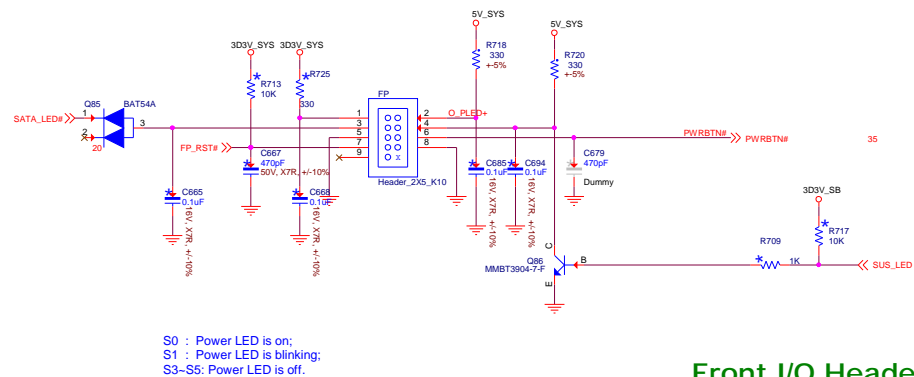 5V_SYS
5V_SYS
3D3V_SYS 3D3V_SYS
R718
330
+-5%
R720
330
+-5%
R713
10K
R725
330
Q85
BAT54A
FP
SATA_LED#
1
2
3
20
1
3
5
7
9
2
4
6
8
X
O_PLED+
PWRBTN#
PWRBTN#
35
FP_RST#
C667
470pF
50V, X7R, +/-10%
Header_2X5_K10
C685
0.1uF
C694
0.1uF
C679
470pF
Dummy
C665
0.1uF
C668
0.1uF
16V, X7R, +/-10%
16V, X7R, +/-10%
16V, X7R, +/-10%
16V, X7R, +/-10%
3D3V_SB
R717
10K
R709
1K
SUS_LED
Q86
MMBT3904-7-F
C
B
E
S0 : Power LED is on;
S1 : Power LED is blinking;
S3~S5: Power LED is off.
Front I/O Heade